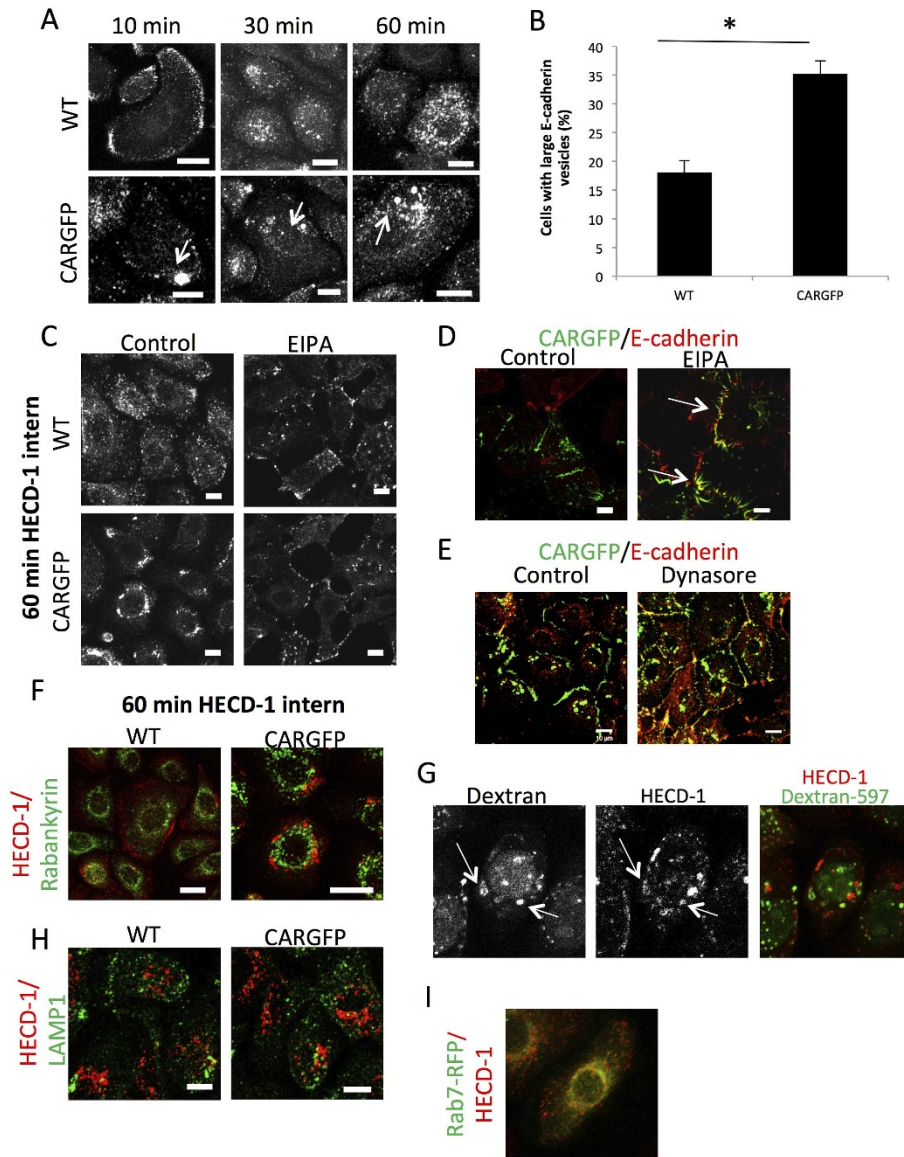 A
10 min 30 min 60 min
WT
CARGFP
B
*
Cells with large E-cadherin
vesicles (%)
40
35
30
25
20
15
10
5
0
WT CARGFP
C
Control EIPA
60 min HECD-1 intern
WT
CARGFP
D
CARGFP/E-cadherin
Control EIPA
E
CARGFP/E-cadherin
Control Dynasore
10 µm
F
60 min HECD-1 intern
WT CARGFP
HECD-1/
Rabankyrin
G
Dextran HECD-1 HECD-1
Dextran-597
H
WT CARGFP
HECD-1/
LAMP1
I
Rab7-RFP/
HECD-1